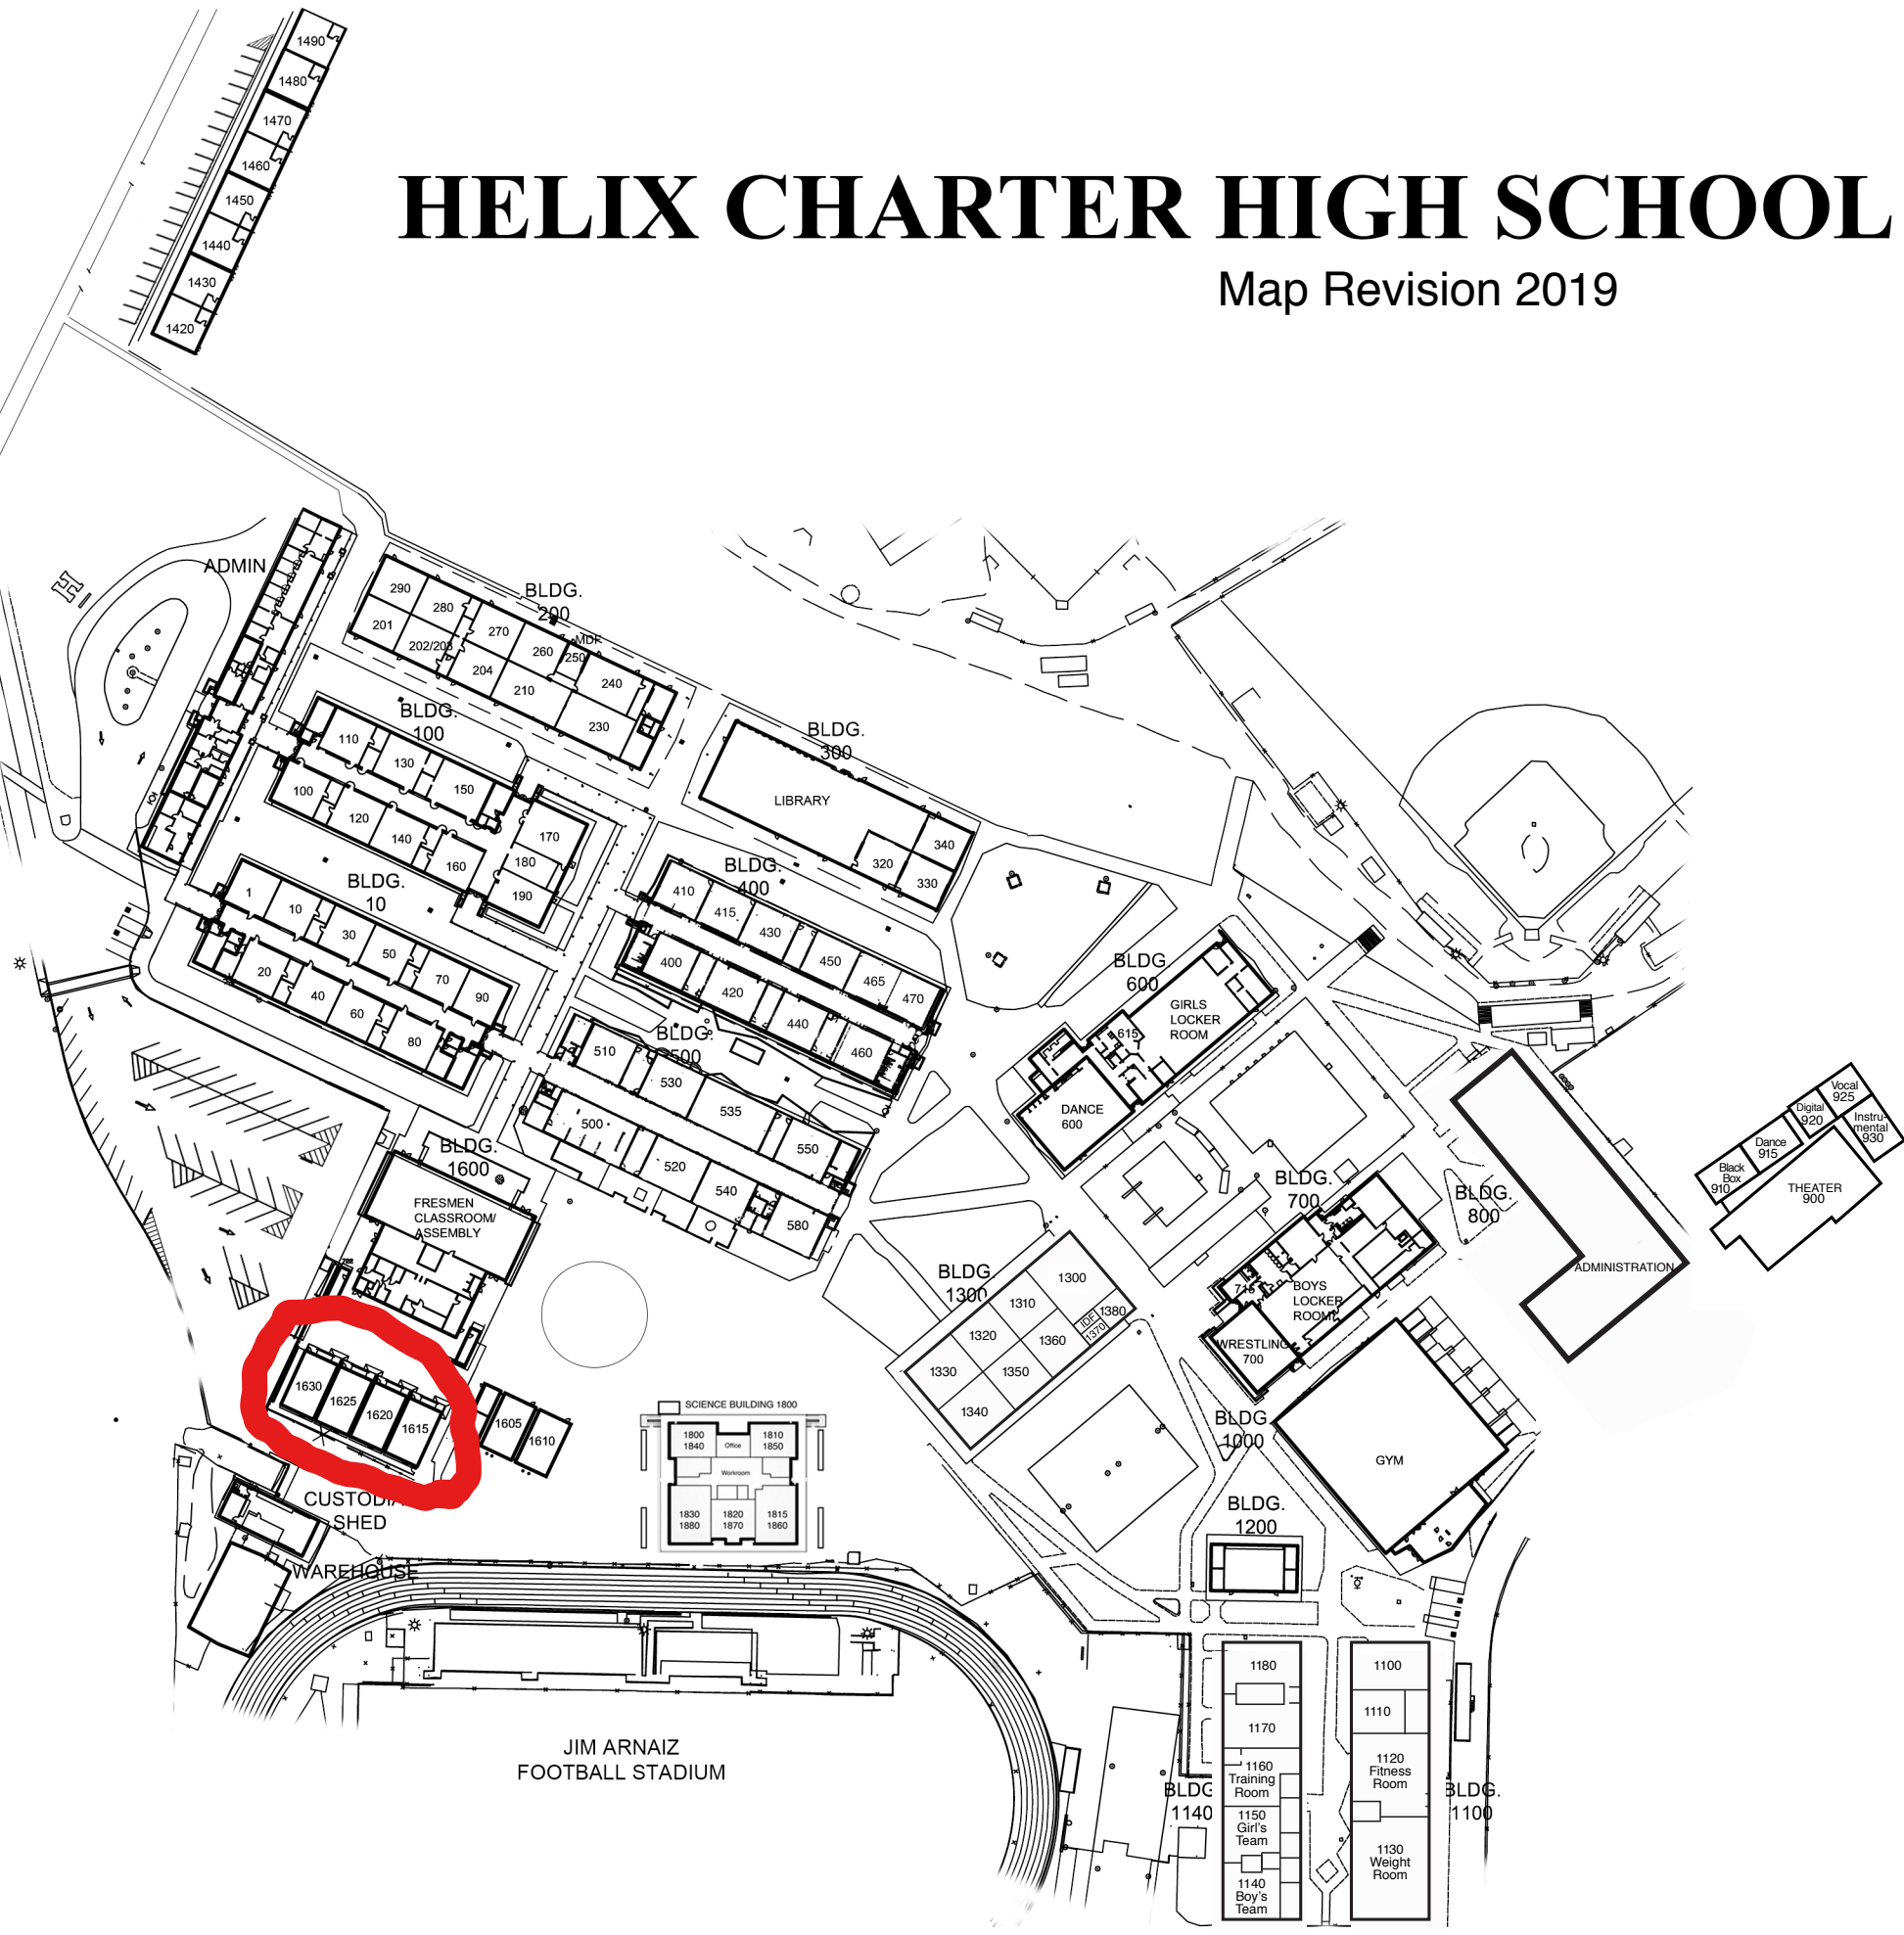 HELIX CHARTER HIGH SCHOOL
Map Revision 2019
1490
1480
1470
1460
1450
1440
1430
1420
ADMIN
H
BLDG.
200
290
280
270
260
250
MDF
240
201
202/203
204
210
230
BLDG.
100
110
130
150
100
120
140
160
170
180
190
BLDG.
300
LIBRARY
320
340
330
BLDG.
10
1
10
30
50
70
90
20
40
60
80
BLDG.
400
410
415
430
450
465
470
400
420
440
460
BLDG.
500
510
530
535
550
500
520
540
580
BLDG
600
GIRLS
LOCKER
ROOM
615
DANCE
600
BLDG.
700
715
BOYS
LOCKER
ROOM
WRESTLING
700
BLDG.
800
ADMINISTRATION
Vocal
925
Digital
920
Instru-
mental
930
Dance
915
Black
Box
910
THEATER
900
BLDG.
1600
FRESMEN
CLASSROOM/
ASSEMBLY
1630
1625
1620
1615
1605
1610
BLDG.
1300
1300
1310
1320
1330
1340
1350
1360
IDF
1370
1380
SCIENCE BUILDING 1800
1800
1840
Office
1810
1850
Workroom
1830
1880
1820
1870
1815
1860
BLDG.
1000
GYM
BLDG.
1200
CUSTODIA
SHED
WAREHOUSE
JIM ARNAIZ
FOOTBALL STADIUM
BLDG
1140
1180
1170
1160
Training
Room
1150
Girl's
Team
1140
Boy's
Team
1100
1110
1120
Fitness
Room
1130
Weight
Room
BLDG.
1100